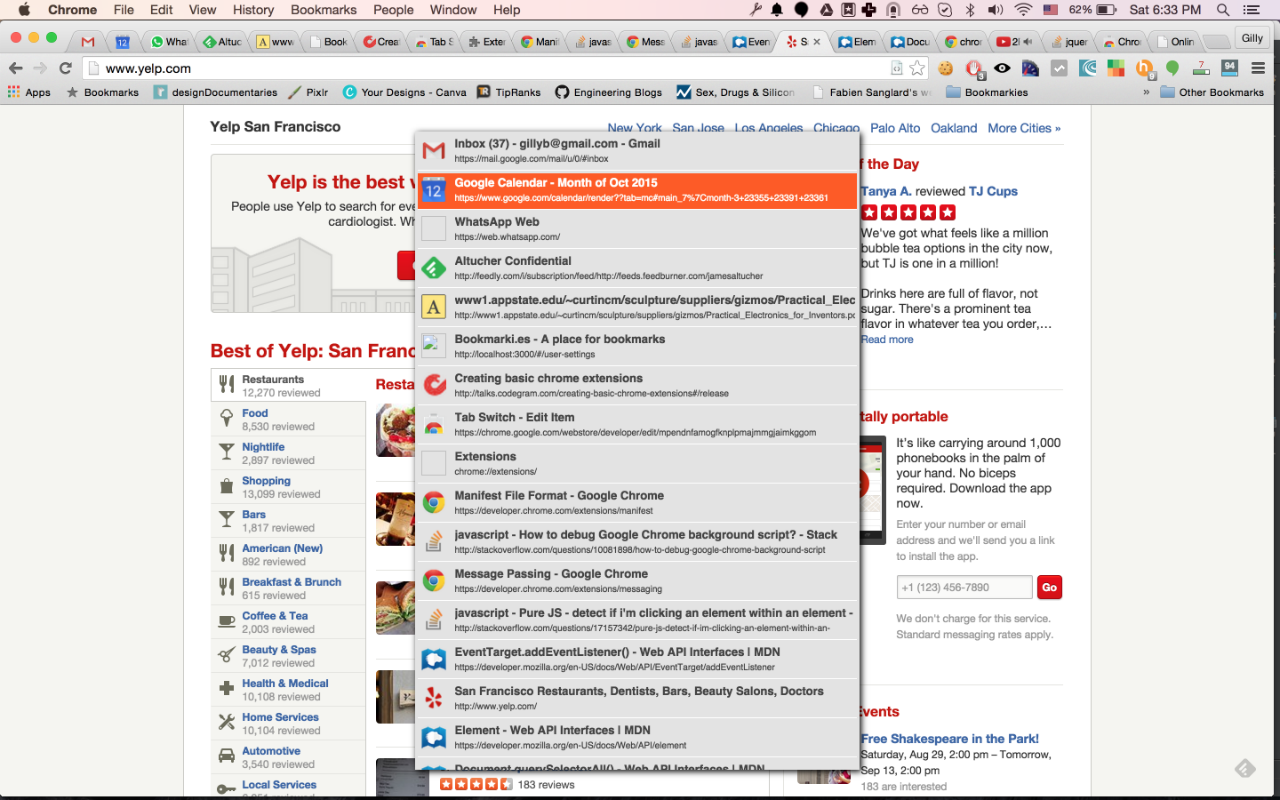 Chrome File Edit View History Bookmarks People Window Help
62% Sat 6:33 PM
12 What Altuc A www Book Crea Tab S Exter Mani javas Mess javas Even S Elem Docu chro 2 jquer Chro Onlin Gilly
www.yelp.com
3 9 7 94
Apps Bookmarks designDocumentaries Pixlr Your Designs - Canva TipRanks Engineering Blogs Sex, Drugs & Silicon Fabien Sanglard's w Bookmarkies » Other Bookmarks
Yelp San Francisco
New York San Jose Los Angeles Chicago Palo Alto Oakland More Cities »
Yelp is the best
People use Yelp to search for eve
cardiologist. Wh
Best of Yelp: San Franc
Restaurants
12,270 reviewed
Food
8,530 reviewed
Nightlife
2,897 reviewed
Shopping
13,099 reviewed
Bars
1,817 reviewed
American (New)
892 reviewed
Breakfast & Brunch
615 reviewed
Coffee & Tea
2,003 reviewed
Beauty & Spas
7,012 reviewed
Health & Medical
10,108 reviewed
Home Services
10,104 reviewed
Automotive
3,540 reviewed
Local Services
Resta
Inbox (37) - gillyb@gmail.com - Gmail
https://mail.google.com/mail/u/0/#inbox
12
Google Calendar - Month of Oct 2015
https://www.google.com/calendar/render??tab=mc#main_7%7Cmonth-3+23355+23391+23361
WhatsApp Web
https://web.whatsapp.com/
Altucher Confidential
http://feedly.com/i/subscription/feed/http://feeds.feedburner.com/jamesaltucher
A
www1.appstate.edu/~curtincm/sculpture/suppliers/gizmos/Practical_Elec
http://www1.appstate.edu/~curtincm/sculpture/suppliers/gizmos/Practical_Electronics_for_Inventors.pc
Bookmarki.es - A place for bookmarks
http://localhost:3000/#/user-settings
Creating basic chrome extensions
http://talks.codegram.com/creating-basic-chrome-extensions#/release
Tab Switch - Edit Item
https://chrome.google.com/webstore/developer/edit/mpendnfamogfknplpmajmmgjaimkggom
Extensions
chrome://extensions/
Manifest File Format - Google Chrome
https://developer.chrome.com/extensions/manifest
javascript - How to debug Google Chrome background script? - Stack
http://stackoverflow.com/questions/10081898/how-to-debug-google-chrome-background-script
Message Passing - Google Chrome
https://developer.chrome.com/extensions/messaging
javascript - Pure JS - detect if i'm clicking an element within an element -
http://stackoverflow.com/questions/17157342/pure-js-detect-if-im-clicking-an-element-within-an-
EventTarget.addEventListener() - Web API Interfaces | MDN
https://developer.mozilla.org/en-US/docs/Web/API/EventTarget/addEventListener
San Francisco Restaurants, Dentists, Bars, Beauty Salons, Doctors
http://www.yelp.com/
Element - Web API Interfaces | MDN
https://developer.mozilla.org/en-US/docs/Web/API/element
Document.querySelectorAll() - Web API Interfaces | MDN
183 reviews
f the Day
Tanya A. reviewed TJ Cups
We've got what feels like a million
bubble tea options in the city now,
but TJ is one in a million!
Drinks here are full of flavor, not
sugar. There's a prominent tea
flavor in whatever tea you order,...
Read more
tally portable
It's like carrying around 1,000
phonebooks in the palm of
your hand. No biceps
required. Download the app
now.
Enter your number or email
address and we'll send you a link
to install the app.
+1 (123) 456-7890 Go
We don't charge for this service.
Standard messaging rates apply.
Events
Free Shakespeare in the Park!
Saturday, Aug 29, 2:00 pm – Tomorrow,
Sep 13, 2:00 pm
183 are interested